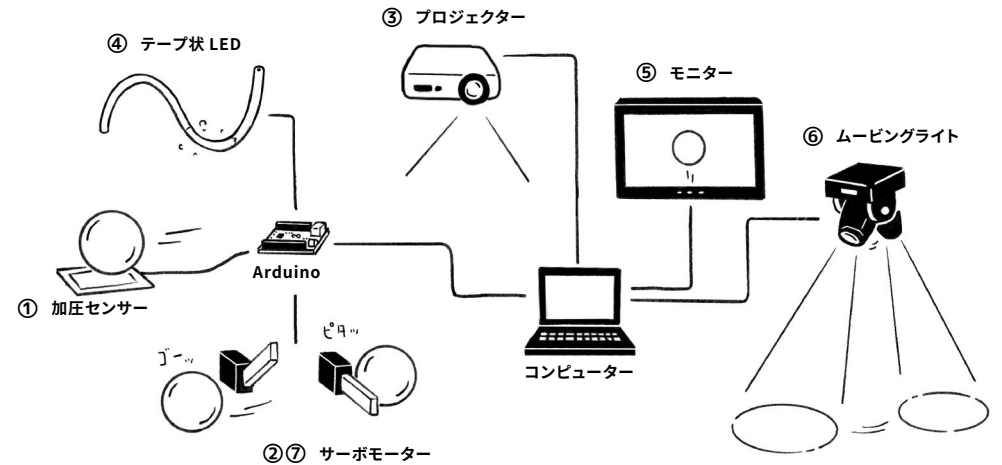 ③ プロジェクター
④ テープ状 LED
⑤ モニター
⑥ ムービングライト
Arduino
① 加圧センサー
ピタッ
ゴーッ
コンピューター
②⑦ サーボモーター